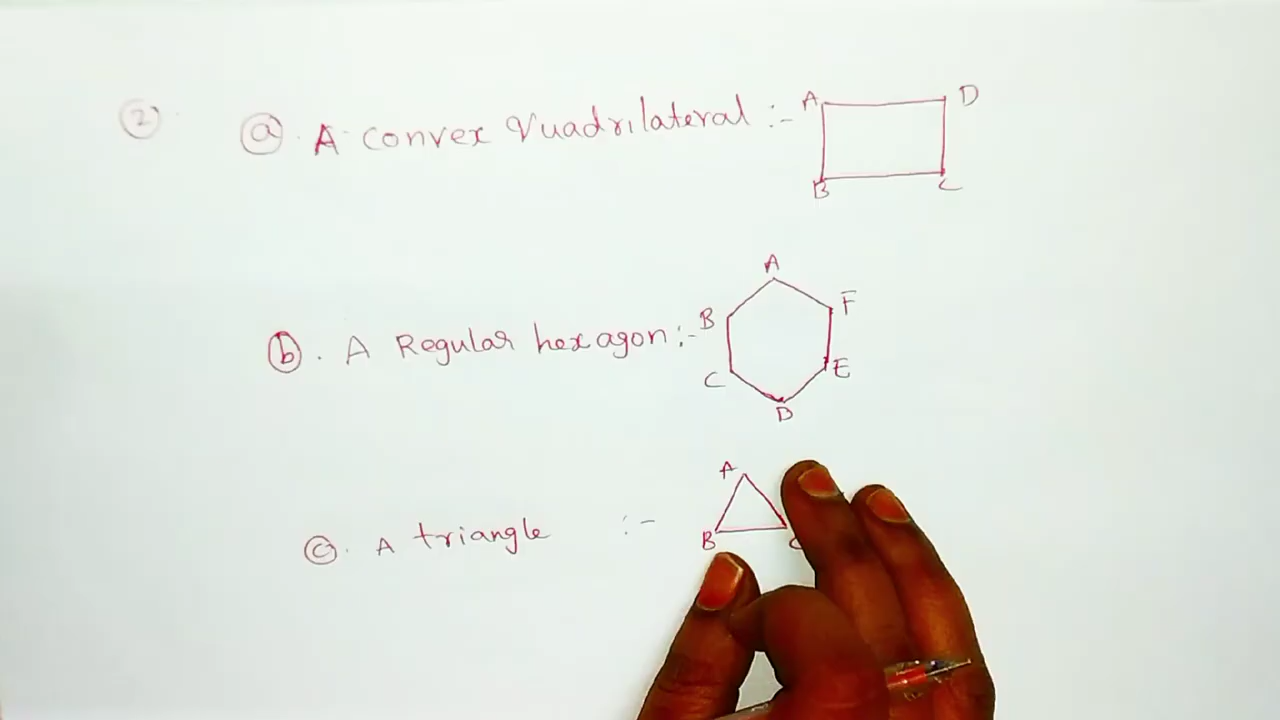 2.
a. A Convex Quadrilateral :-
A D
B C
b. A Regular hexagon :-
A
B F
C E
D
c. A triangle :-
A
B C